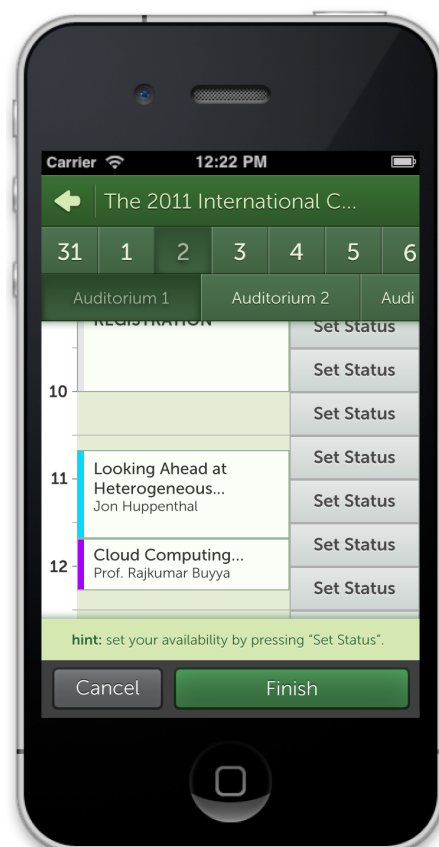 Carrier 12:22 PM
The 2011 International C...
31 1 2 3 4 5 6
Auditorium 1 Auditorium 2 Audi
REGISTRATION
Set Status
Set Status
10
Set Status
Set Status
11
Looking Ahead at
Heterogeneous...
Jon Huppenthal
Set Status
Set Status
12
Cloud Computing...
Prof. Rajkumar Buyya
Set Status
hint: set your availability by pressing "Set Status".
Cancel Finish